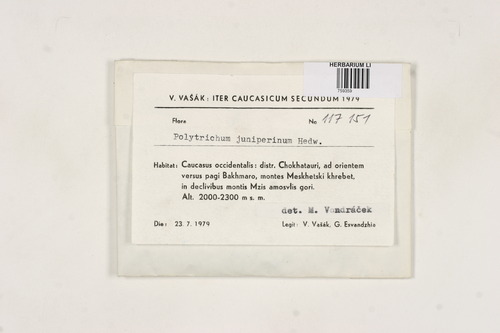 HERBARIUM LI
759350
V. VAŠÁK: ITER CAUCASICUM SECUNDUM 1979
Flora No 117 151
Polytrichum juniperinum Hedw.
Habitat: Caucasus occidentalis: distr. Chokhatauri, ad orientem
versus pagi Bakhmaro, montes Meskhetski khrebet,
in declivibus montis Mzis amosvlis gori.
Alt. 2000-2300 m s. m.
det. M. Vondráček
Die: 23. 7. 1979 Legit: V. Vašák, G. Esvandzhia